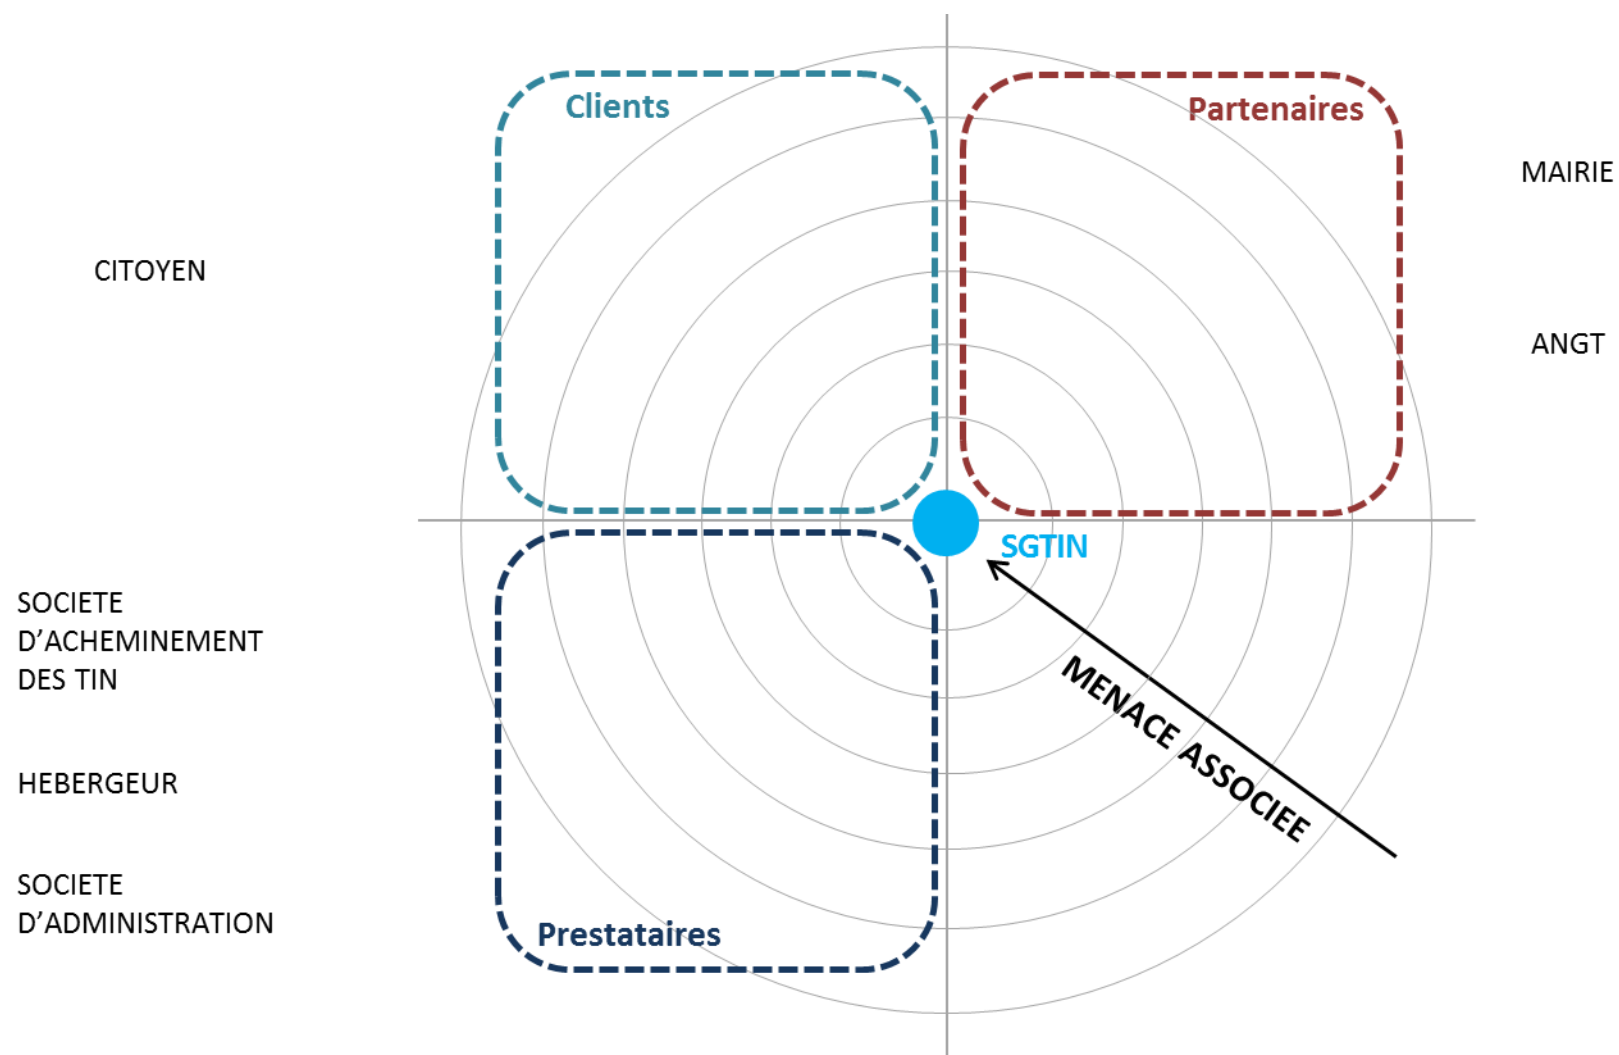 Clients
Partenaires
MAIRIE
CITOYEN
ANGT
SGTIN
SOCIETE
D’ACHEMINEMENT
DES TIN
MENACE ASSOCIEE
HEBERGEUR
SOCIETE
D’ADMINISTRATION
Prestataires